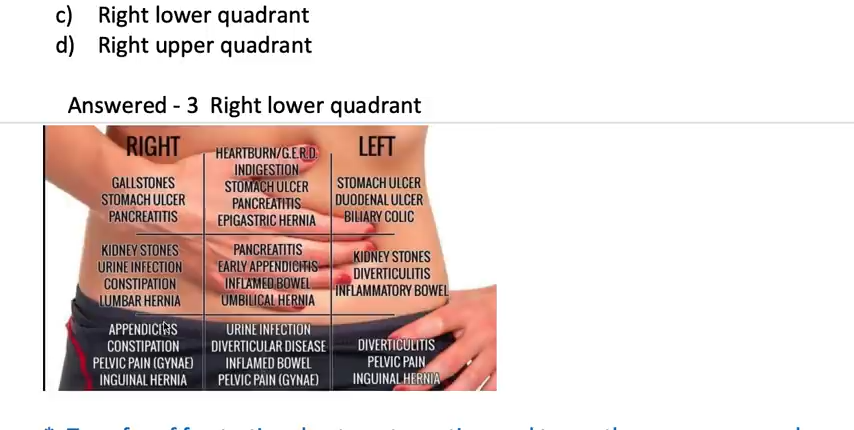 c) Right lower quadrant
d) Right upper quadrant
Answered - 3 Right lower quadrant
RIGHT
GALLSTONES
STOMACH ULCER
PANCREATITIS
HEARTBURN/G.E.R.D.
INDIGESTION
STOMACH ULCER
PANCREATITIS
EPIGASTRIC HERNIA
LEFT
STOMACH ULCER
DUODENAL ULCER
BILIARY COLIC
KIDNEY STONES
URINE INFECTION
CONSTIPATION
LUMBAR HERNIA
PANCREATITIS
EARLY APPENDICITIS
INFLAMED BOWEL
UMBILICAL HERNIA
KIDNEY STONES
DIVERTICULITIS
INFLAMMATORY BOWEL
APPENDICITIS
CONSTIPATION
PELVIC PAIN (GYNAE)
INGUINAL HERNIA
URINE INFECTION
DIVERTICULAR DISEASE
INFLAMED BOWEL
PELVIC PAIN (GYNAE)
DIVERTICULITIS
PELVIC PAIN
INGUINAL HERNIA